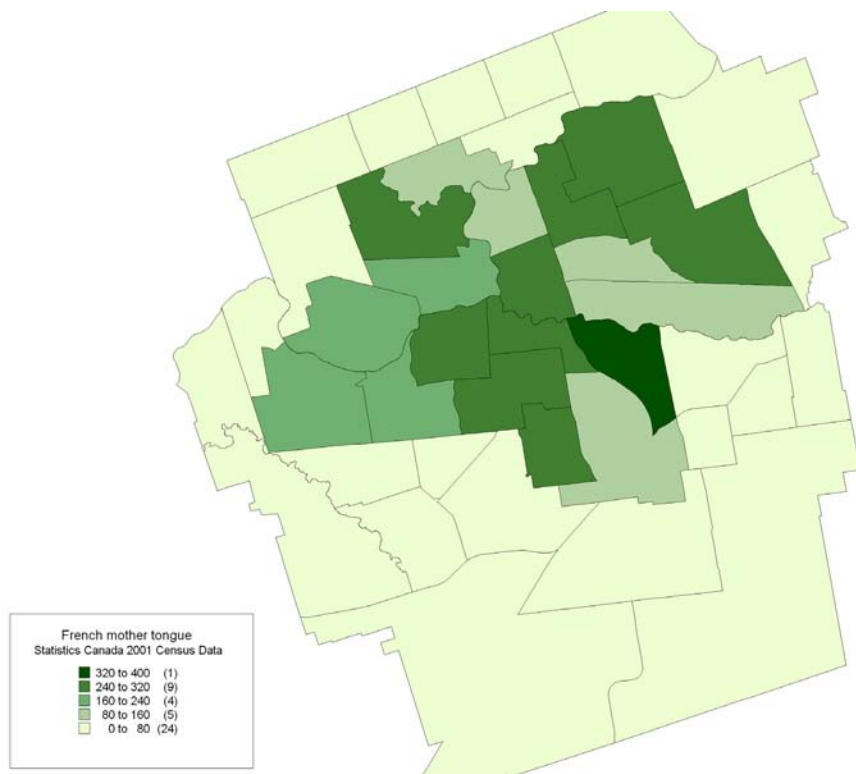 French mother tongue
Statistics Canada 2001 Census Data
320 to 400 (1)
240 to 320 (9)
160 to 240 (4)
80 to 160 (5)
0 to 80 (24)